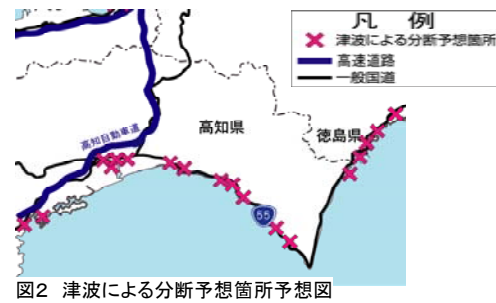 凡 例
津波による分断予想箇所
高速道路
一般国道
高知自動車道
高知県
徳島県
55
図2 津波による分断予想箇所予想図